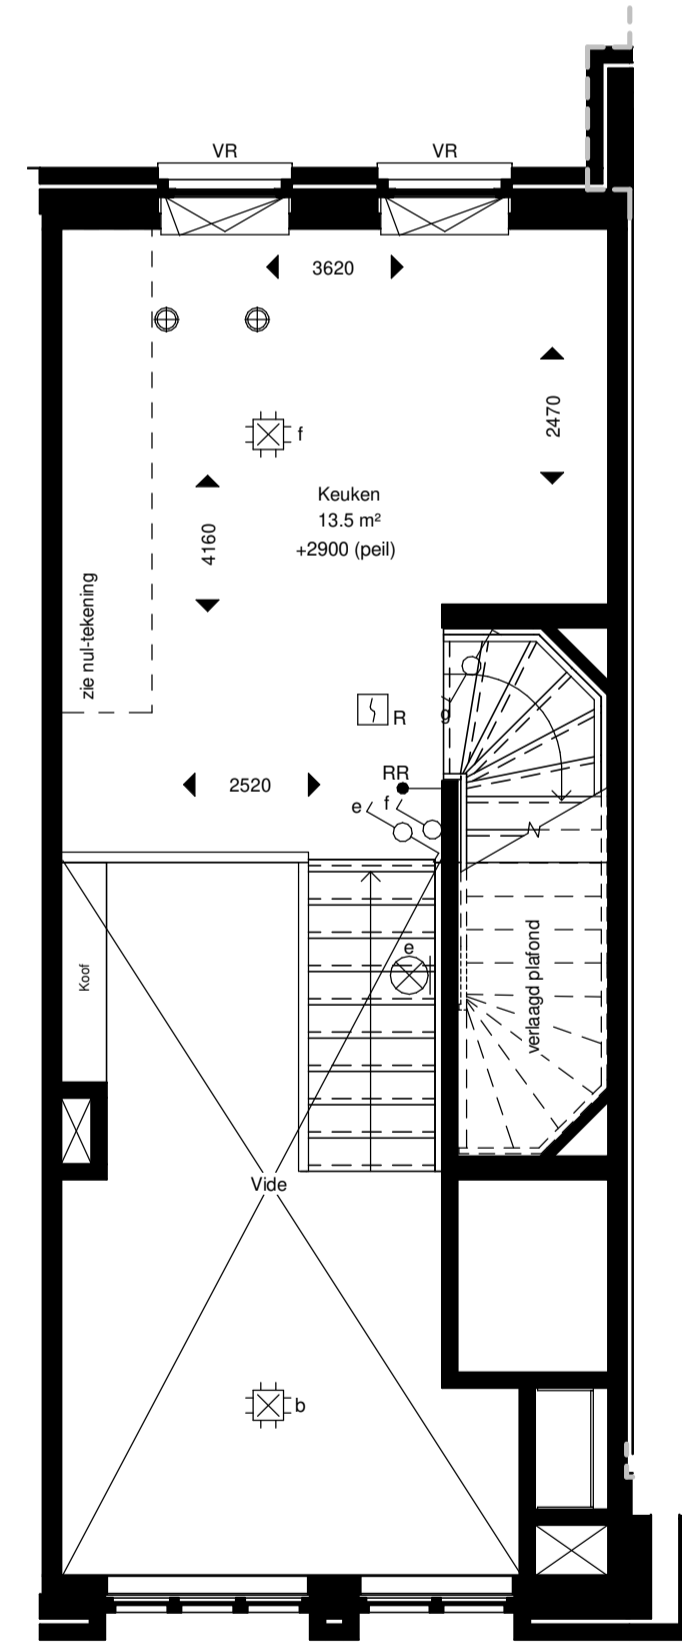 VR VR
3620
2470
f
Keuken
13.5 m²
+2900 (peil)
4160
zie nul-tekening
g
R
RR
2520
e f
e
Koof
verlaagd plafond
Vide
b